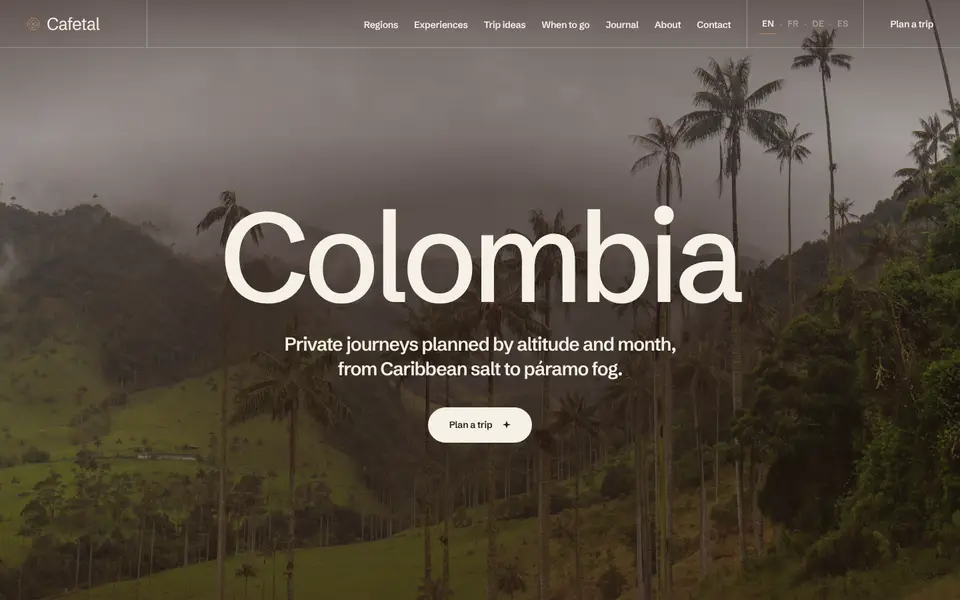 Cafetal
Regions Experiences Trip ideas When to go Journal About Contact
EN · FR · DE · ES
Plan a trip
Colombia
Private journeys planned by altitude and month,
from Caribbean salt to páramo fog.
Plan a trip